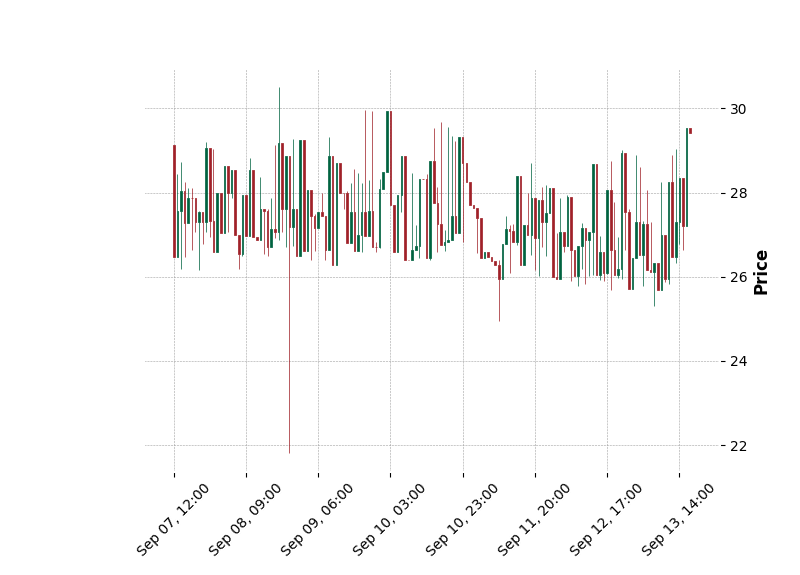 30
28
26
24
22
Price
Sep 07, 12:00
Sep 08, 09:00
Sep 09, 06:00
Sep 10, 03:00
Sep 10, 23:00
Sep 11, 20:00
Sep 12, 17:00
Sep 13, 14:00